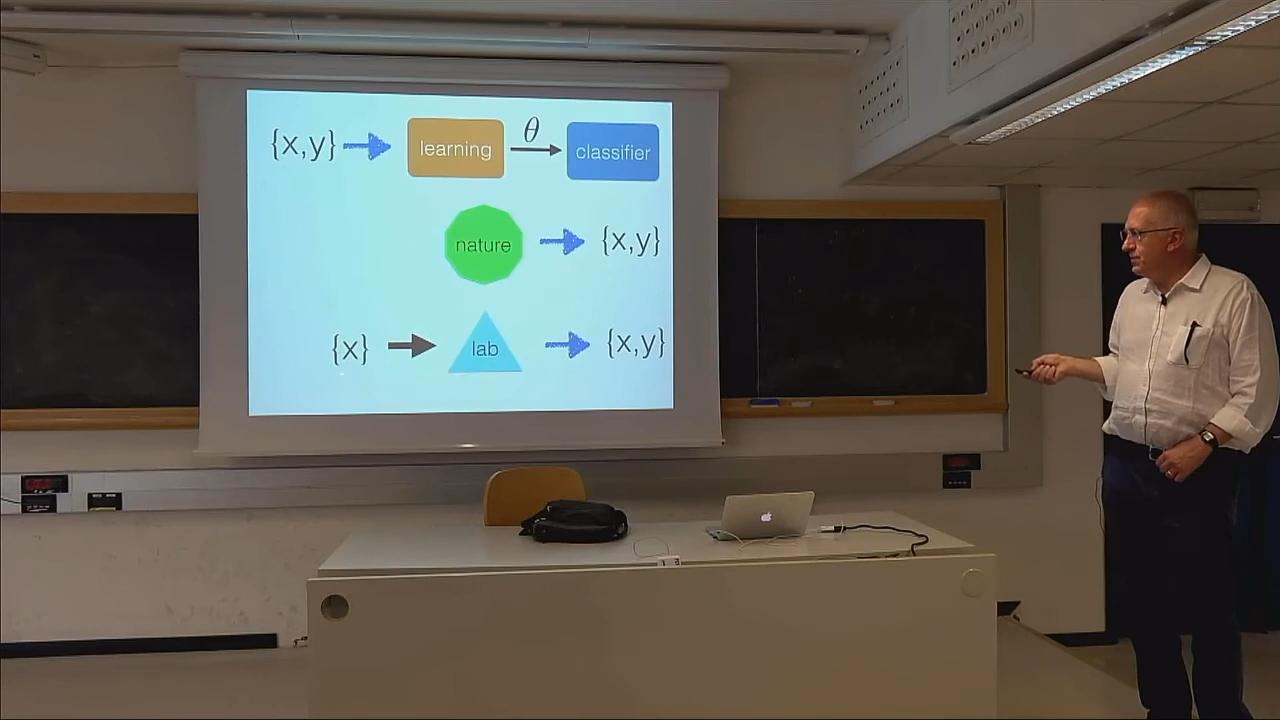 {x,y} learning θ classifier
nature {x,y}
{x} lab {x,y}